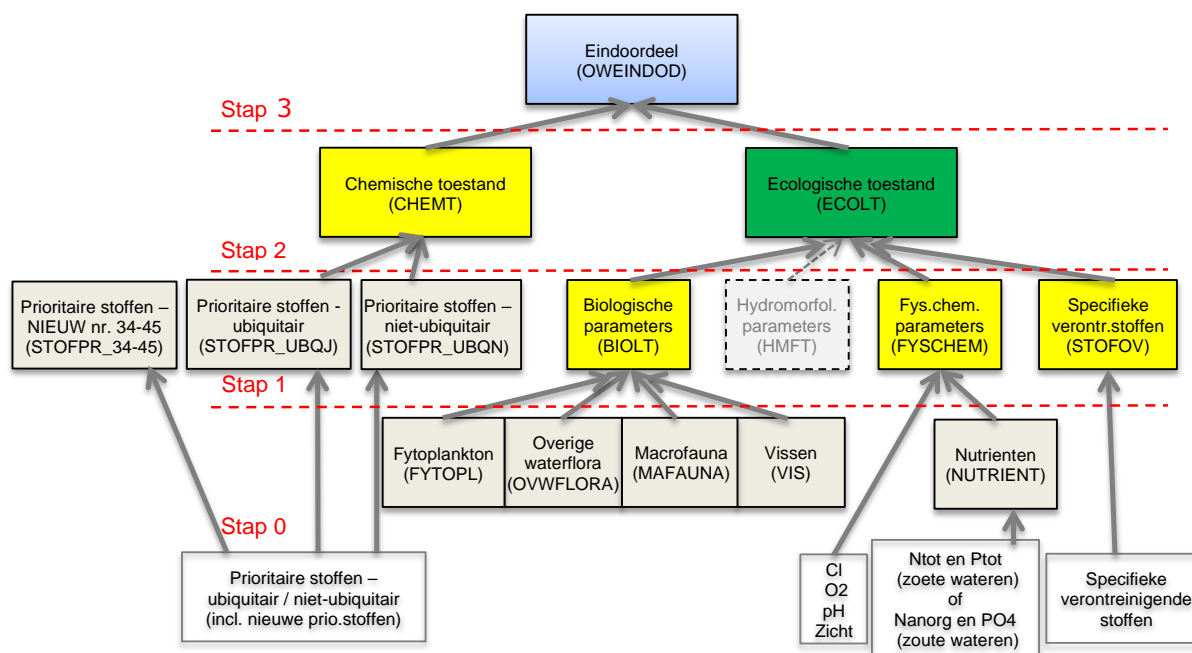 Eindoordeel
(OWEINDOD)
Stap 3
Chemische toestand
(CHEMT)
Ecologische toestand
(ECOLT)
Stap 2
Prioritaire stoffen –
NIEUW nr. 34-45
(STOFPR_34-45)
Prioritaire stoffen -
ubiquitair
(STOFPR_UBQJ)
Prioritaire stoffen –
niet-ubiquitair
(STOFPR_UBQN)
Biologische
parameters
(BIOLT)
Hydromorfol.
parameters
(HMFT)
Fys.chem.
parameters
(FYSCHEM)
Specifieke
verontr.stoffen
(STOFOV)
Stap 1
Fytoplankton
(FYTOPL)
Overige
waterflora
(OVWFLORA)
Macrofauna
(MAFAUNA)
Vissen
(VIS)
Nutrienten
(NUTRIENT)
Stap 0
Prioritaire stoffen –
ubiquitair / niet-ubiquitair
(incl. nieuwe prio.stoffen)
Cl
O2
pH
Zicht
Ntot en Ptot
(zoete wateren)
of
Nanorg en PO4
(zoute wateren)
Specifieke
verontreinigende
stoffen